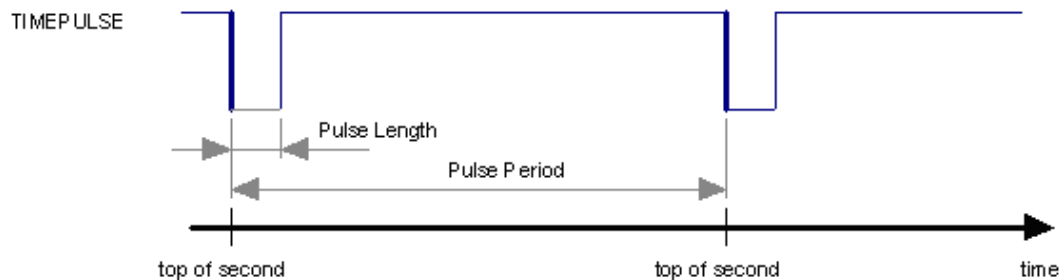 TIMEPULSE
Pulse Length
Pulse Period
top of second
top of second
time